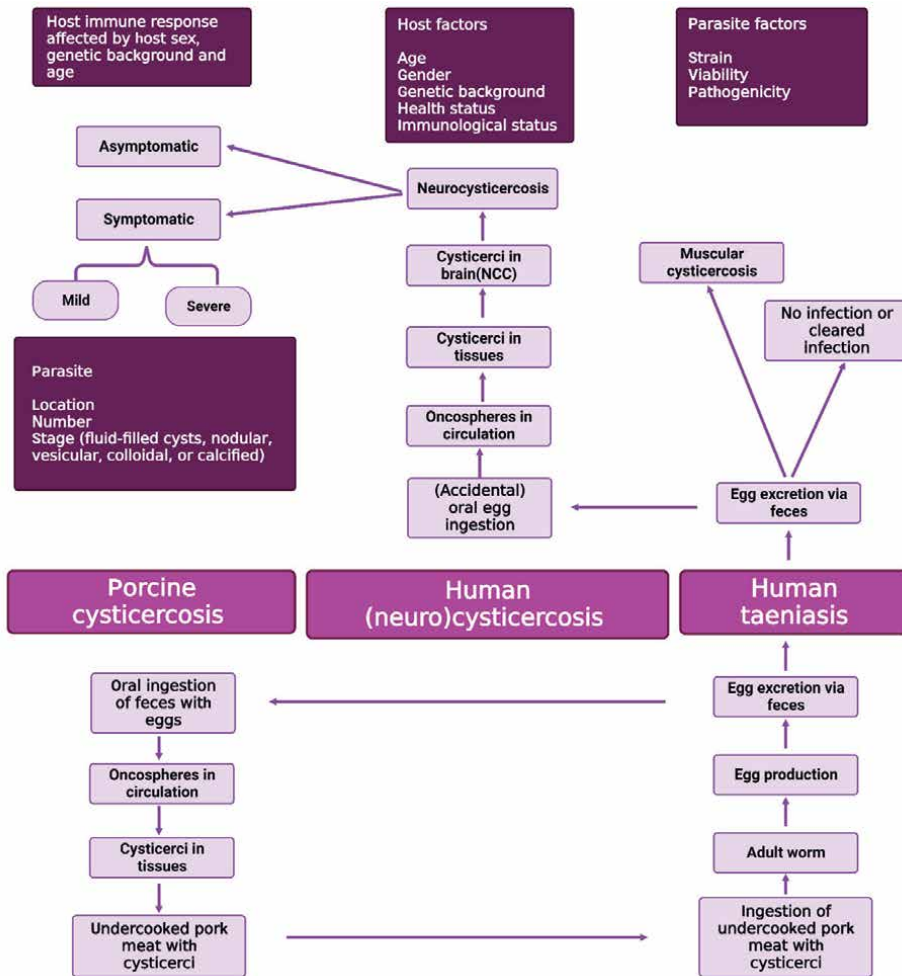 Host immune response
affected by host sex,
genetic background and
age
Host factors
Age
Gender
Genetic background
Health status
Immunological status
Parasite factors
Strain
Viability
Pathogenicity
Asymptomatic
Symptomatic
Mild
Severe
Neurocysticercosis
Cysticerci in
brain(NCC)
Cysticerci in
tissues
Oncospheres in
circulation
(Accidental)
oral egg
ingestion
Muscular
cysticercosis
No infection or
cleared
infection
Egg excretion via
feces
Parasite
Location
Number
Stage (fluid-filled cysts, nodular,
vesicular, colloidal, or calcified)
Porcine
cysticercosis
Human
(neuro)cysticercosis
Human
taeniasis
Oral ingestion
of feces with
eggs
Oncospheres in
circulation
Cysticerci in
tissues
Undercooked pork
meat with
cysticerci
Egg excretion via
feces
Egg production
Adult worm
Ingestion of
undercooked pork
meat with
cysticerci